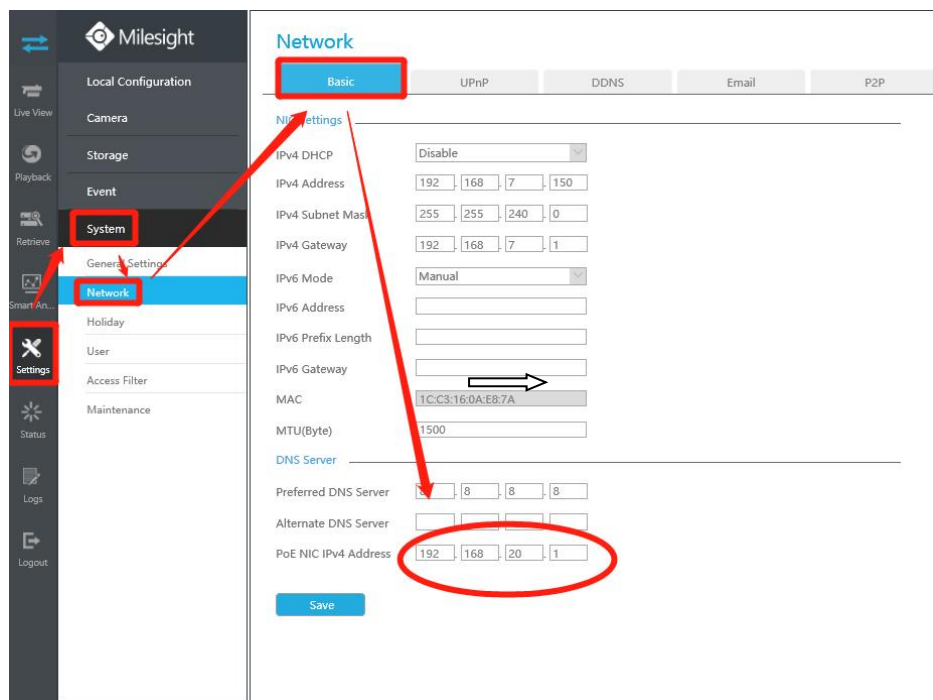 Milesight
Live View
Playback
Retrieve
Smart An...
Settings
Status
Logs
Logout
Local Configuration
Camera
Storage
Event
System
General Settings
Network
Holiday
User
Access Filter
Maintenance
Network
Basic UPnP DDNS Email P2P
NIC Settings
IPv4 DHCP Disable
IPv4 Address 192 . 168 . 7 . 150
IPv4 Subnet Mask 255 . 255 . 240 . 0
IPv4 Gateway 192 . 168 . 7 . 1
IPv6 Mode Manual
IPv6 Address
IPv6 Prefix Length
IPv6 Gateway
MAC 1C:C3:16:0A:E8:7A
MTU(Byte) 1500
DNS Server
Preferred DNS Server 8 . 8 . 8 . 8
Alternate DNS Server . . .
PoE NIC IPv4 Address 192 . 168 . 20 . 1
Save